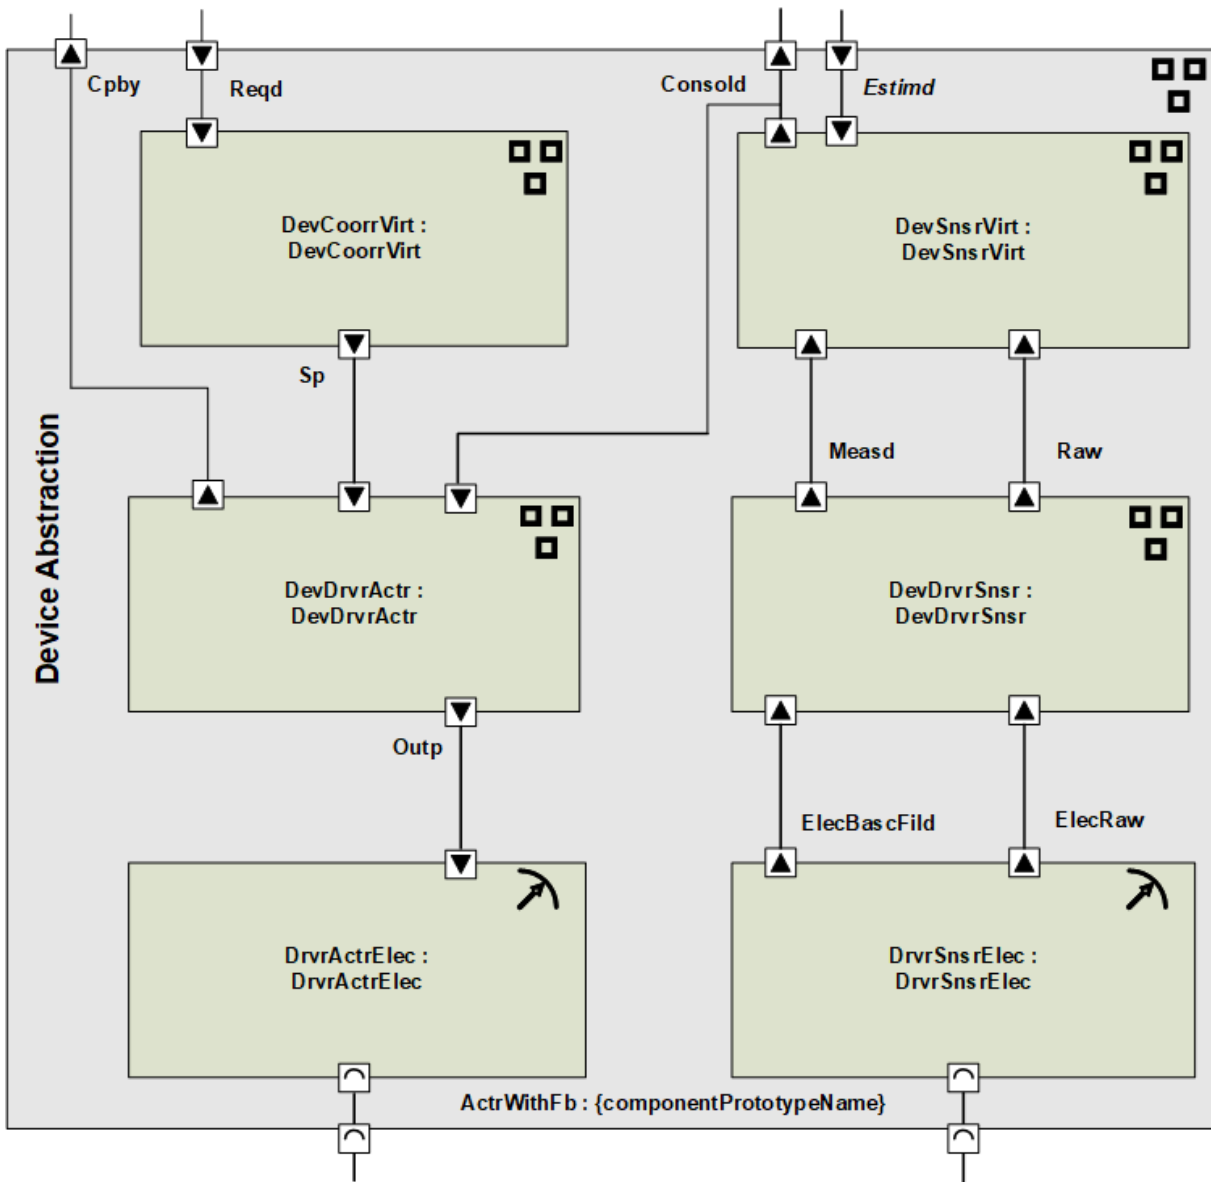 Cpby
Reqd
Consold
Estimd
DevCoorrVirt :
DevCoorrVirt
DevSnsrVirt :
DevSnsrVirt
Sp
Measd
Raw
Device Abstraction
DevDrvrActr :
DevDrvrActr
DevDrvrSnsr :
DevDrvrSnsr
Outp
ElecBascFild
ElecRaw
DrvrActrElec :
DrvrActrElec
DrvrSnsrElec :
DrvrSnsrElec
ActrWithFb : {componentPrototypeName}